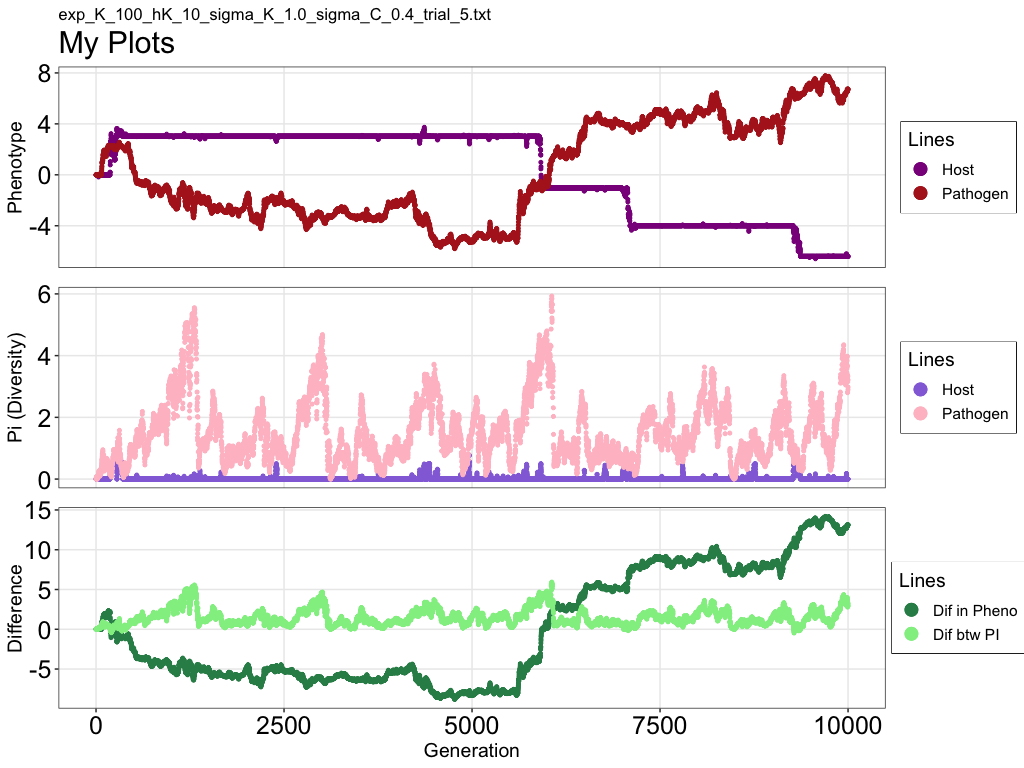 exp_K_100_hK_10_sigma_K_1.0_sigma_C_0.4_trial_5.txt
My Plots
8
4
0
-4
Phenotype
Lines
Host
Pathogen
6
4
2
0
Pi (Diversity)
Lines
Host
Pathogen
15
10
5
0
-5
Difference
Lines
Dif in Pheno
Dif btw PI
0 2500 5000 7500 10000
Generation